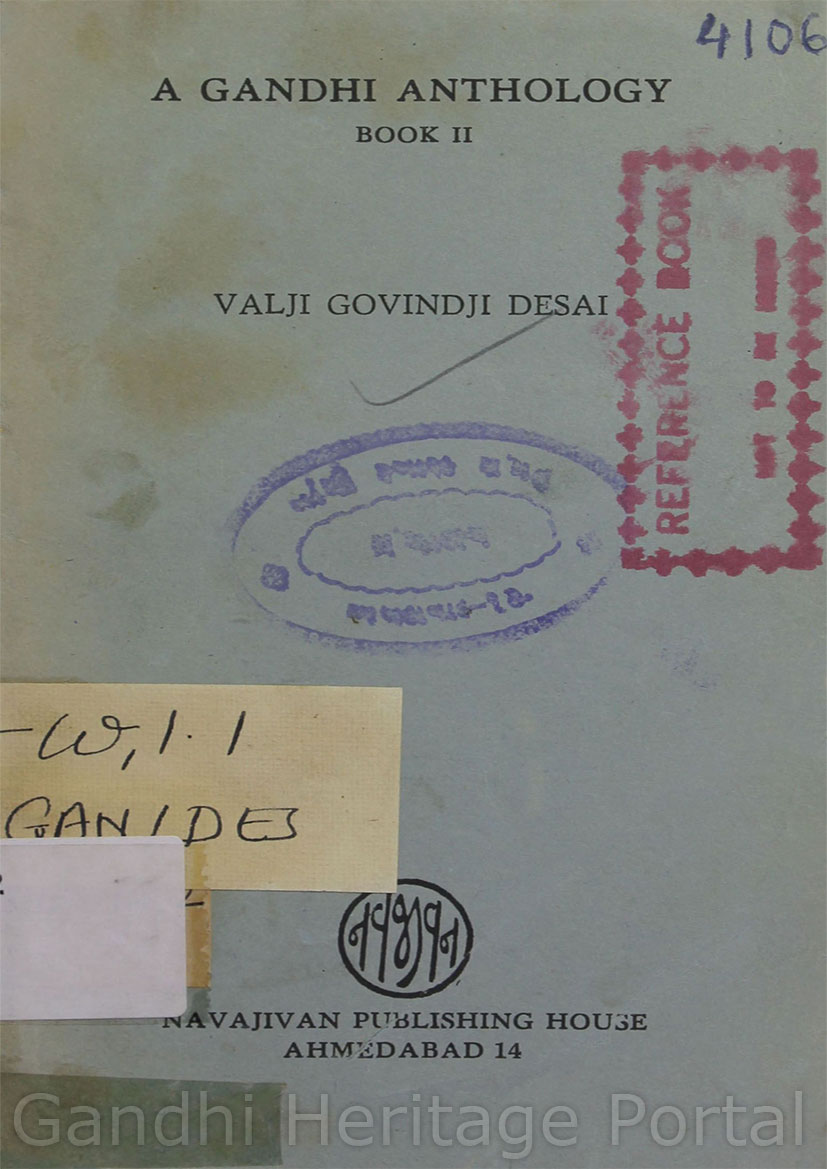 4106
A GANDHI ANTHOLOGY
BOOK II
REFERENCE BOOK
VALJI GOVINDJI DESAI
-W,1.1
GAN/DES
નવજીવન
NAVAJIVAN PUBLISHING HOUSE
AHMEDABAD 14
Gandhi Heritage Portal